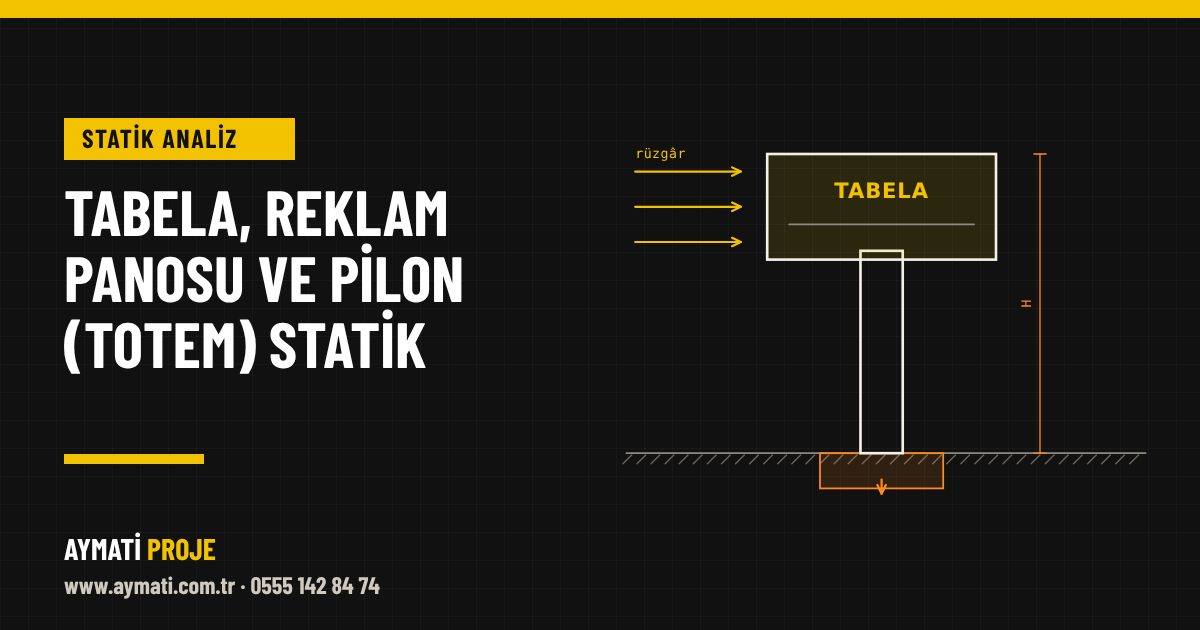 STATİK ANALİZ
TABELA, REKLAM
PANOSU VE PİLON
(TOTEM) STATİK
AYMATİ PROJE
www.aymati.com.tr · 0555 142 84 74
rüzgâr
TABELA
H